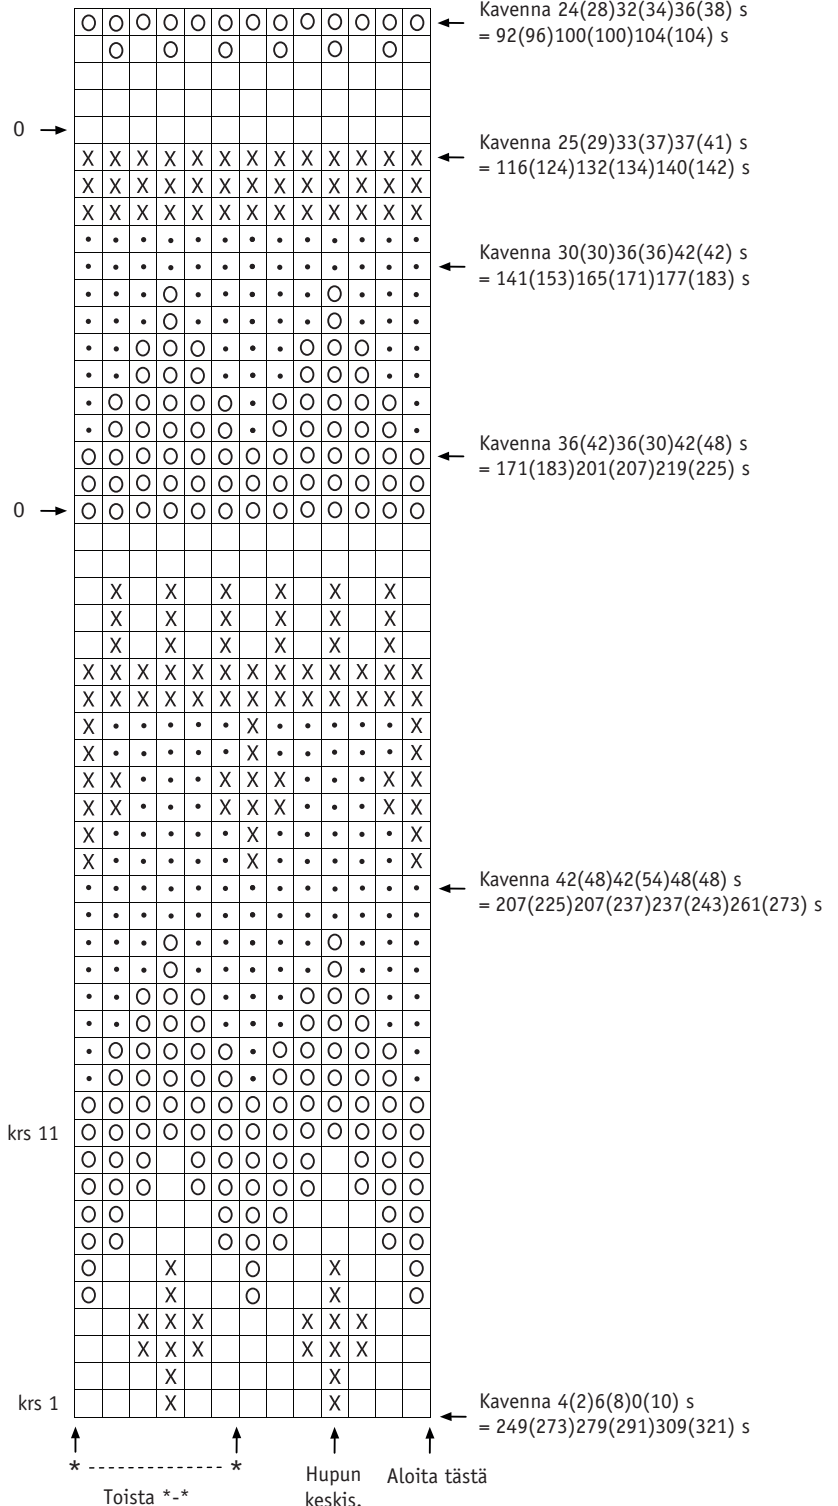 Kavenna 24(28)32(34)36(38) s
= 92(96)100(100)104(104) s
0
Kavenna 25(29)33(37)37(41) s
= 116(124)132(134)140(142) s
Kavenna 30(30)36(36)42(42) s
= 141(153)165(171)177(183) s
Kavenna 36(42)36(30)42(48) s
= 171(183)201(207)219(225) s
0
Kavenna 42(48)42(54)48(48) s
= 207(225)207(237)237(243)261(273) s
krs 11
krs 1
Kavenna 4(2)6(8)0(10) s
= 249(273)279(291)309(321) s
* - - - - - - - - - - - - - - *
Toista *-*
Hupun
keskis.
Aloita tästä